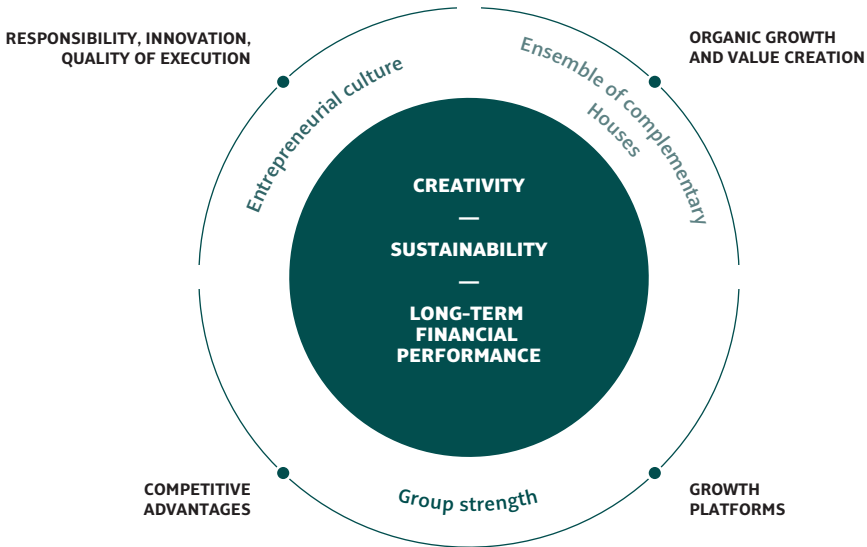 RESPONSIBILITY, INNOVATION,
QUALITY OF EXECUTION
ORGANIC GROWTH
AND VALUE CREATION
Entrepreneurial culture
Ensemble of complementary
Houses
CREATIVITY
—
SUSTAINABILITY
—
LONG-TERM
FINANCIAL
PERFORMANCE
Group strength
COMPETITIVE
ADVANTAGES
GROWTH
PLATFORMS